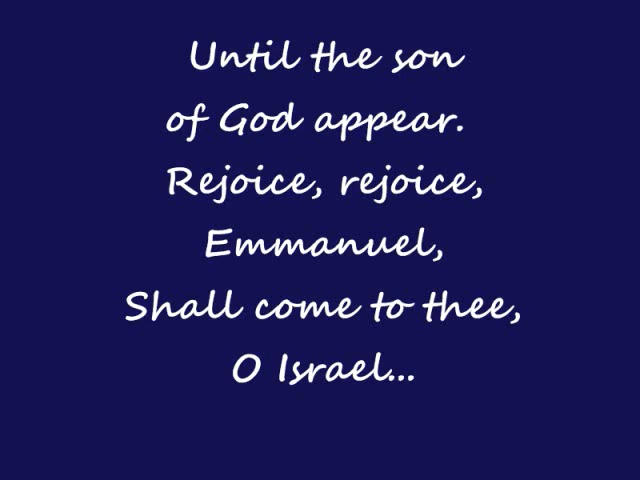 Until the son
of God appear.
Rejoice, rejoice,
Emmanuel,
Shall come to thee,
O Israel...